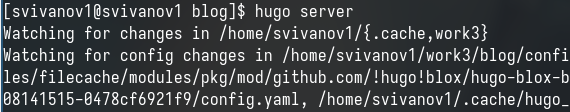 [svivanov1@svivanov1 blog]$ hugo server
Watching for changes in /home/svivanov1/{.cache,work3}
Watching for config changes in /home/svivanov1/work3/blog/confi
les/filecache/modules/pkg/mod/github.com/!hugo!blox/hugo-blox-b
08141515-0478cf6921f9/config.yaml, /home/svivanov1/.cache/hugo_